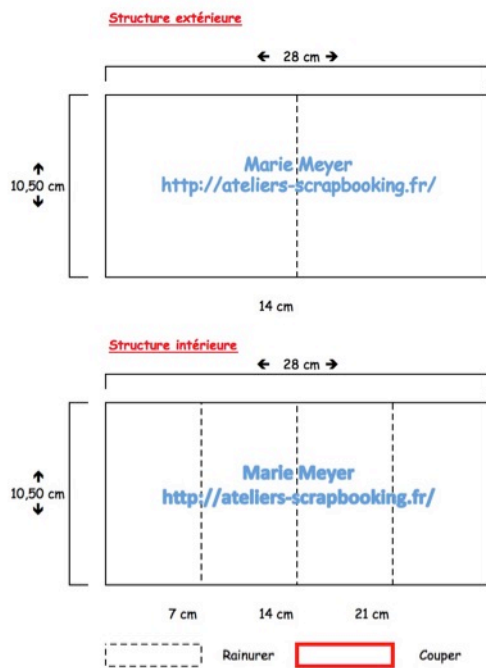 Structure extérieure
← 28 cm →
10,50 cm
Marie Meyer
http://ateliers-scrapbooking.fr/
14 cm
Structure intérieure
← 28 cm →
10,50 cm
Marie Meyer
http://ateliers-scrapbooking.fr/
7 cm 14 cm 21 cm
Rainurer Couper